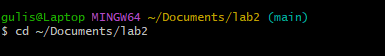 gulis@Laptop MINGW64 ~/Documents/lab2 (main)
$ cd ~/Documents/lab2